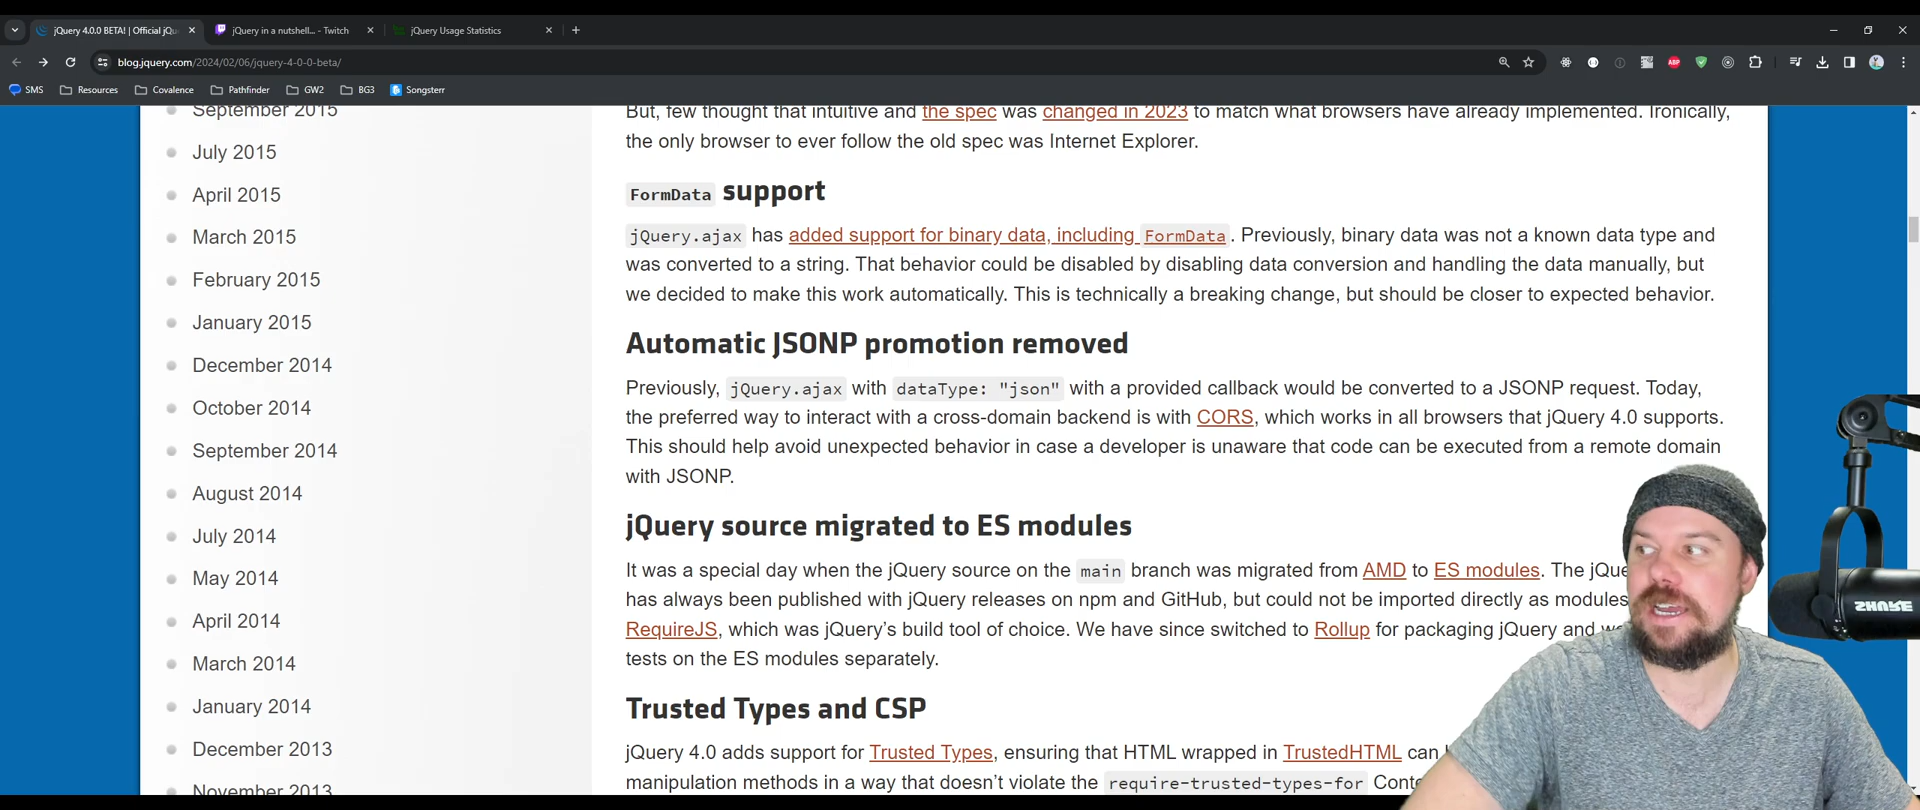 jQuery 4.0.0 BETA! | Official jQu
jQuery in a nutshell... - Twitch
jQuery Usage Statistics
blog.jquery.com/2024/02/06/jquery-4-0-0-beta/
SMS
Resources
Covalence
Pathfinder
GW2
BG3
Songsterr
ABP
September 2015
July 2015
April 2015
March 2015
February 2015
January 2015
December 2014
October 2014
September 2014
August 2014
July 2014
May 2014
April 2014
March 2014
January 2014
December 2013
November 2013
But, few thought that intuitive and the spec was changed in 2023 to match what browsers have already implemented. Ironically,
the only browser to ever follow the old spec was Internet Explorer.
FormData support
jQuery.ajax has added support for binary data, including FormData. Previously, binary data was not a known data type and
was converted to a string. That behavior could be disabled by disabling data conversion and handling the data manually, but
we decided to make this work automatically. This is technically a breaking change, but should be closer to expected behavior.
Automatic JSONP promotion removed
Previously, jQuery.ajax with dataType: "json" with a provided callback would be converted to a JSONP request. Today,
the preferred way to interact with a cross-domain backend is with CORS, which works in all browsers that jQuery 4.0 supports.
This should help avoid unexpected behavior in case a developer is unaware that code can be executed from a remote domain
with JSONP.
jQuery source migrated to ES modules
It was a special day when the jQuery source on the main branch was migrated from AMD to ES modules. The jQue
has always been published with jQuery releases on npm and GitHub, but could not be imported directly as modules
RequireJS, which was jQuery’s build tool of choice. We have since switched to Rollup for packaging jQuery and we
tests on the ES modules separately.
Trusted Types and CSP
jQuery 4.0 adds support for Trusted Types, ensuring that HTML wrapped in TrustedHTML can
manipulation methods in a way that doesn’t violate the require-trusted-types-for Conte
SHURE